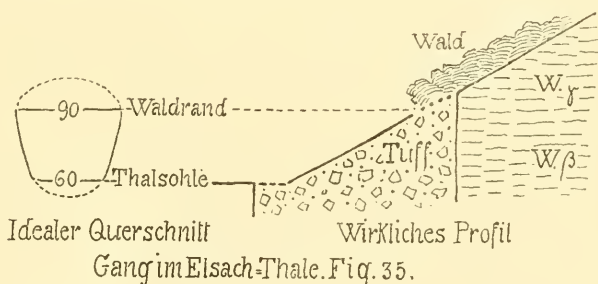 Wald
W.γ
90 Waldrand
Tuff.
Wβ
60 Thalsohle
Idealer Querschnitt
Wirkliches Profil
Gang im Elsach=Thale. Fig. 35.